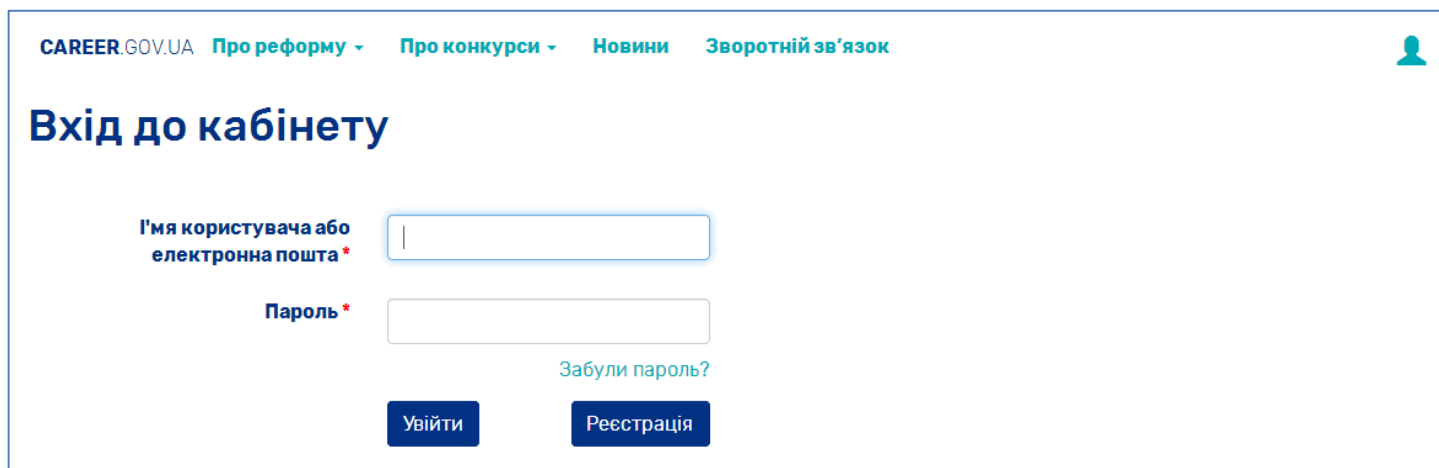 CAREER.GOV.UA Про реформу Про конкурси Новини Зворотній зв’язок
Вхід до кабінету
І'мя користувача або
електронна пошта *
Пароль *
Забули пароль?
Увійти Реєстрація